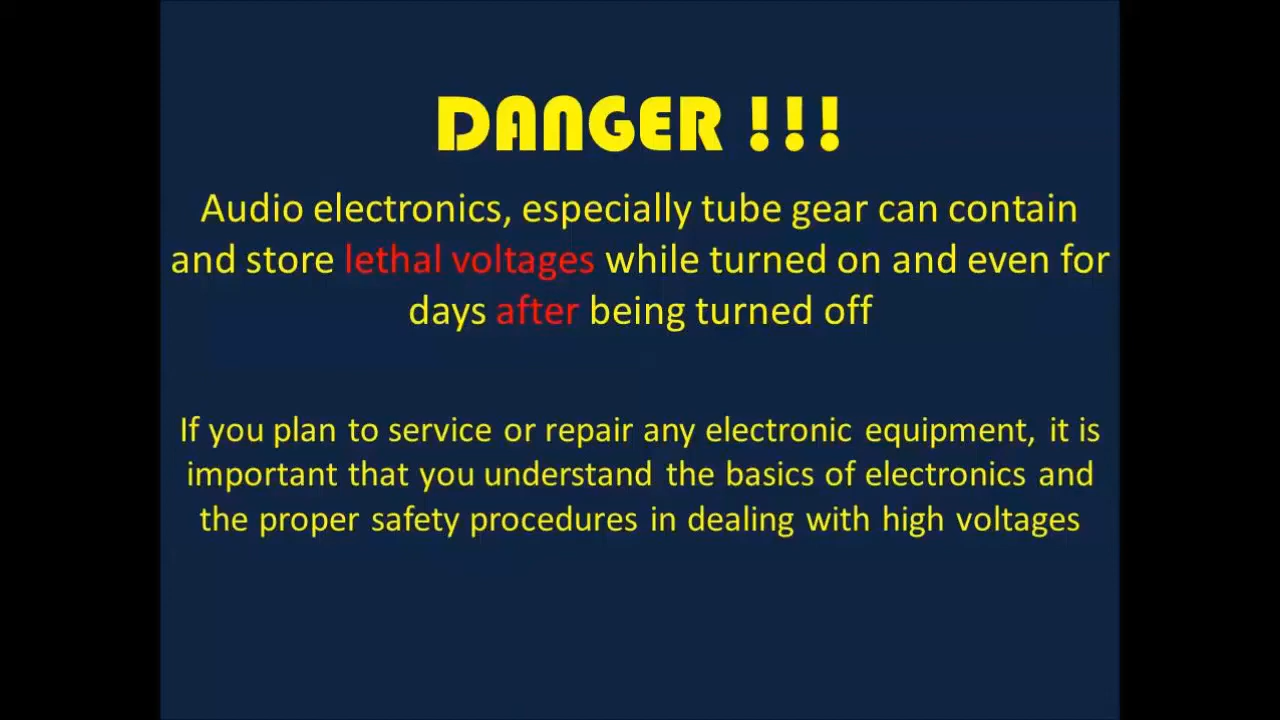 DANGER !!!
Audio electronics, especially tube gear can contain
and store lethal voltages while turned on and even for
days after being turned off
If you plan to service or repair any electronic equipment, it is
important that you understand the basics of electronics and
the proper safety procedures in dealing with high voltages